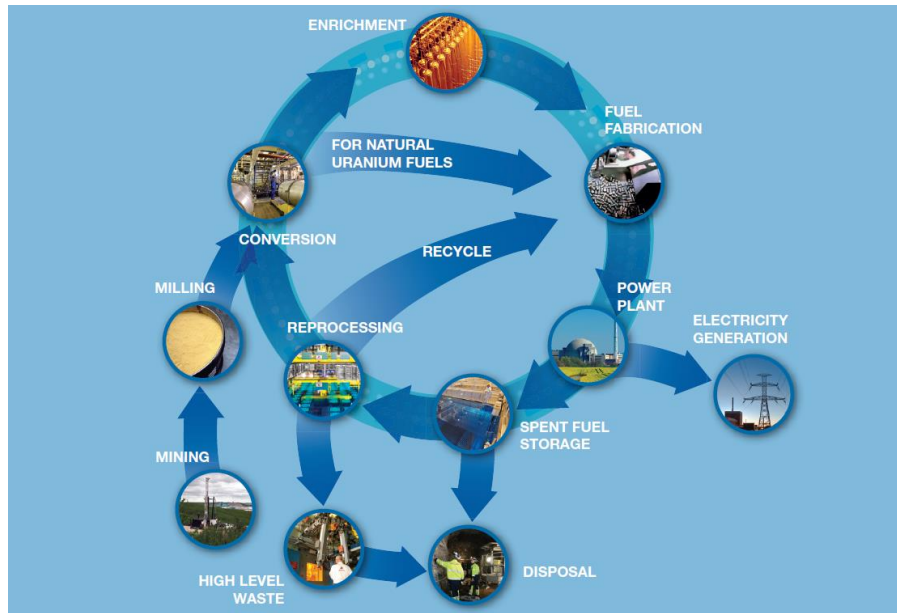 ENRICHMENT
FUEL
FABRICATION
FOR NATURAL
URANIUM FUELS
CONVERSION
RECYCLE
MILLING
POWER
PLANT
ELECTRICITY
GENERATION
REPROCESSING
SPENT FUEL
STORAGE
MINING
HIGH LEVEL
WASTE
DISPOSAL